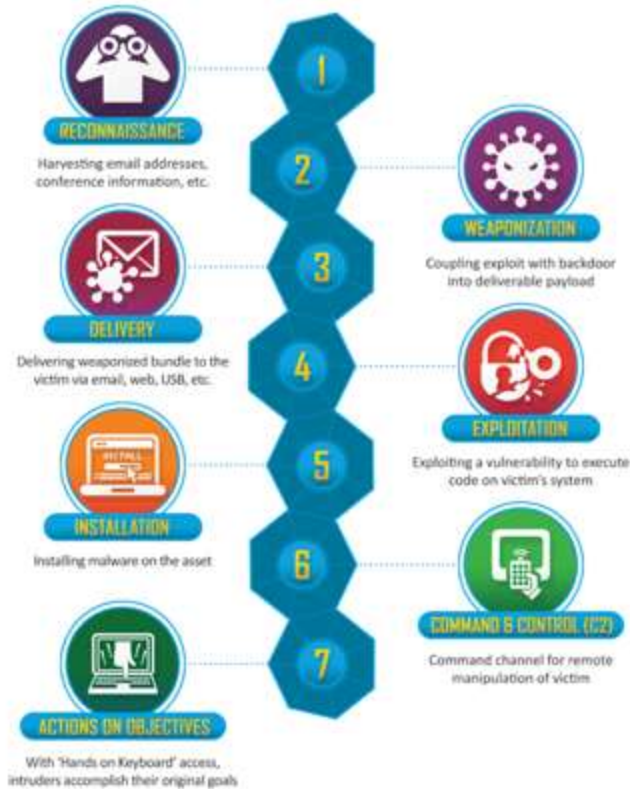 1
RECONNAISSANCE
Harvesting email addresses,
conference information, etc.
2
WEAPONIZATION
Coupling exploit with backdoor
into deliverable payload
3
DELIVERY
Delivering weaponized bundle to the
victim via email, web, USB, etc.
4
EXPLOITATION
Exploiting a vulnerability to execute
code on victim's system
5
INSTALL
INSTALLATION
Installing malware on the asset
6
COMMAND & CONTROL (C2)
Command channel for remote
manipulation of victim
7
ACTIONS ON OBJECTIVES
With 'Hands on Keyboard' access,
intruders accomplish their original goals